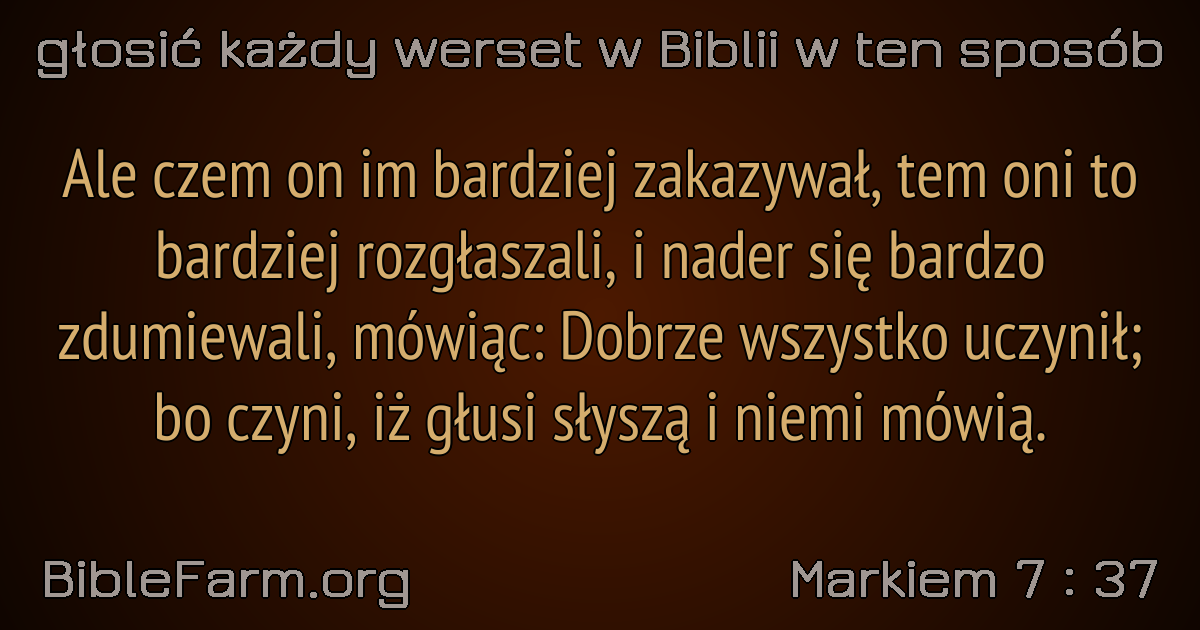 głosić każdy werset w Biblii w ten sposób
Ale czem on im bardziej zakazywał, tem oni to
bardziej rozgłaszali, i nader się bardzo
zdumiewali, mówiąc: Dobrze wszystko uczynił;
bo czyni, iż głusi słyszą i niemi mówią.
BibleFarm.org
Markiem 7 : 37